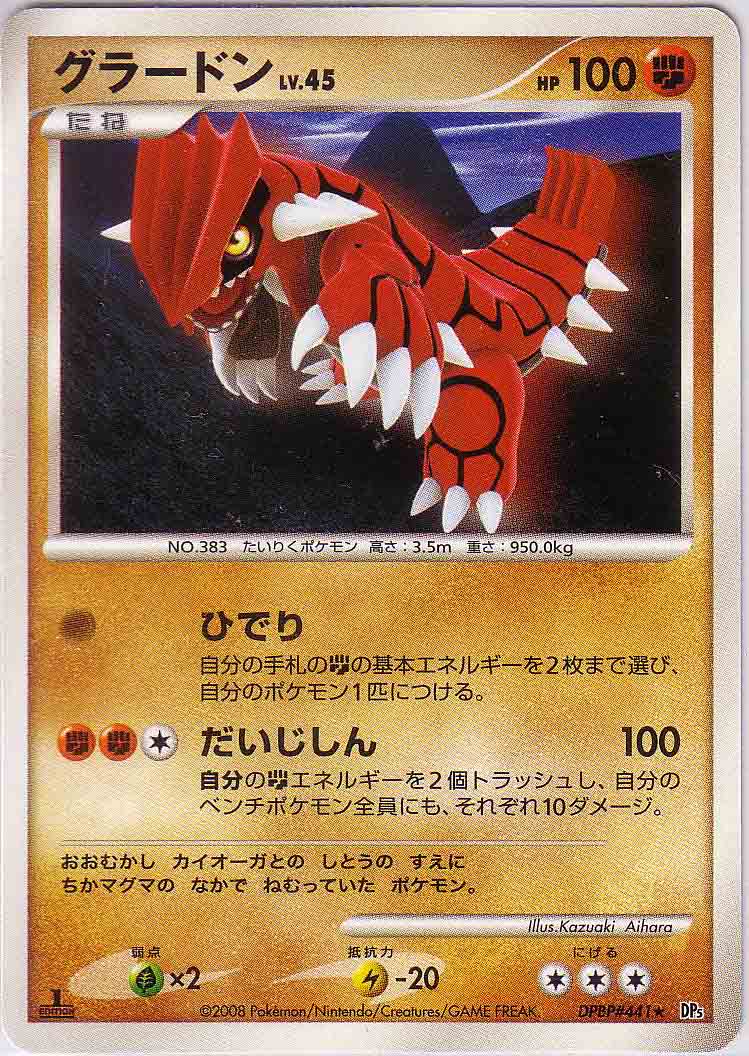 グラードン LV.45 HP 100
たね
NO.383 たいりくポケモン 高さ：3.5m 重さ：950.0kg
ひでり
自分の手札の の基本エネルギーを2枚まで選び、
自分のポケモン1匹につける。
だいじしん 100
自分の エネルギーを2個トラッシュし、自分の
ベンチポケモン全員にも、それぞれ10ダメージ。
おおむかし カイオーガとの しとうの すえに
ちかマグマの なかで ねむっていた ポケモン。
Illus.Kazuaki Aihara
弱点 抵抗力 にげる
×2 -20
1 EDITION
©2008 Pokémon/Nintendo/Creatures/GAME FREAK. DPBP#441★ DP5